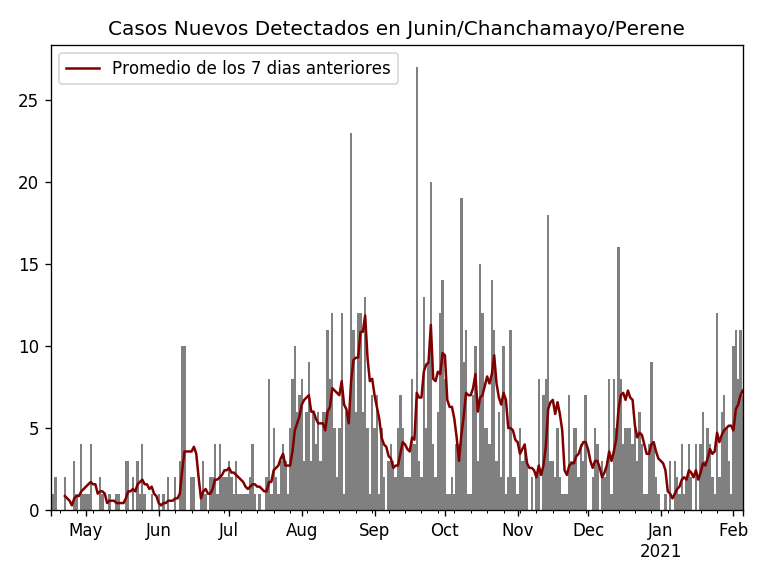 Casos Nuevos Detectados en Junin/Chanchamayo/Perene
Promedio de los 7 dias anteriores
25
20
15
10
5
0
May Jun Jul Aug Sep Oct Nov Dec Jan Feb
2021